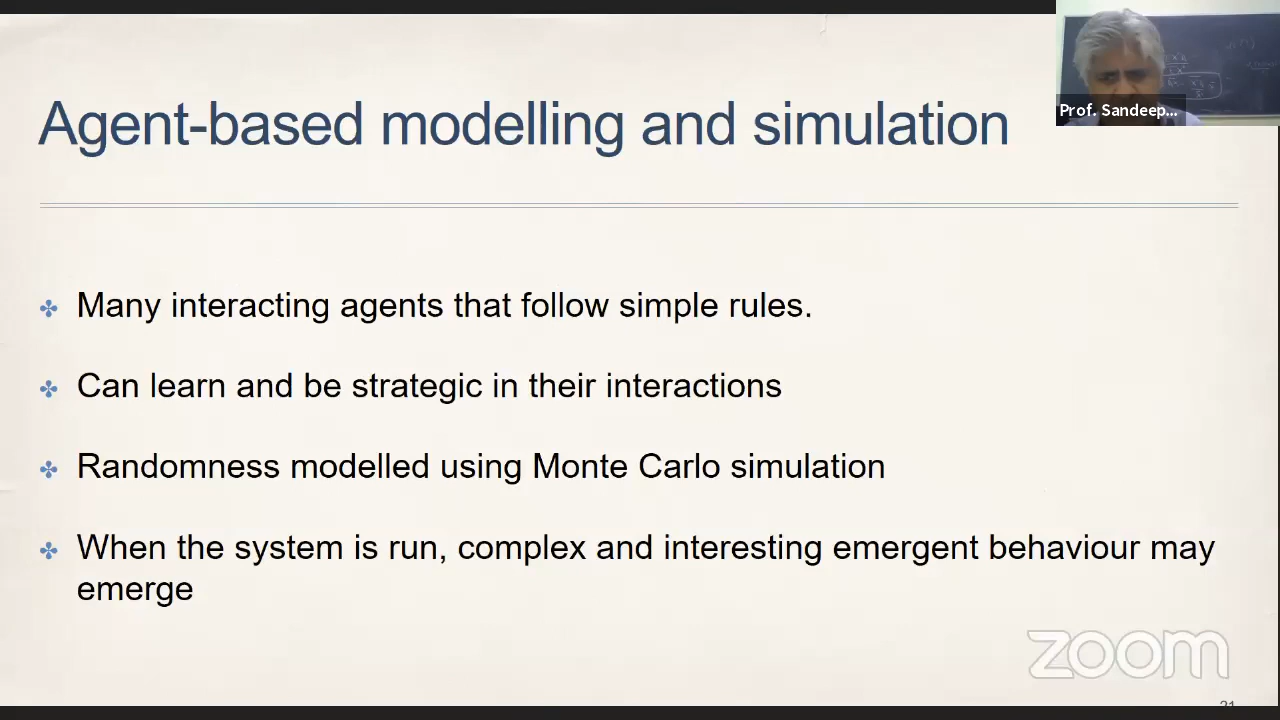 Agent-based modelling and simulation
Prof. Sandeep...
Many interacting agents that follow simple rules.
Can learn and be strategic in their interactions
Randomness modelled using Monte Carlo simulation
When the system is run, complex and interesting emergent behaviour may
emerge
zoom
21